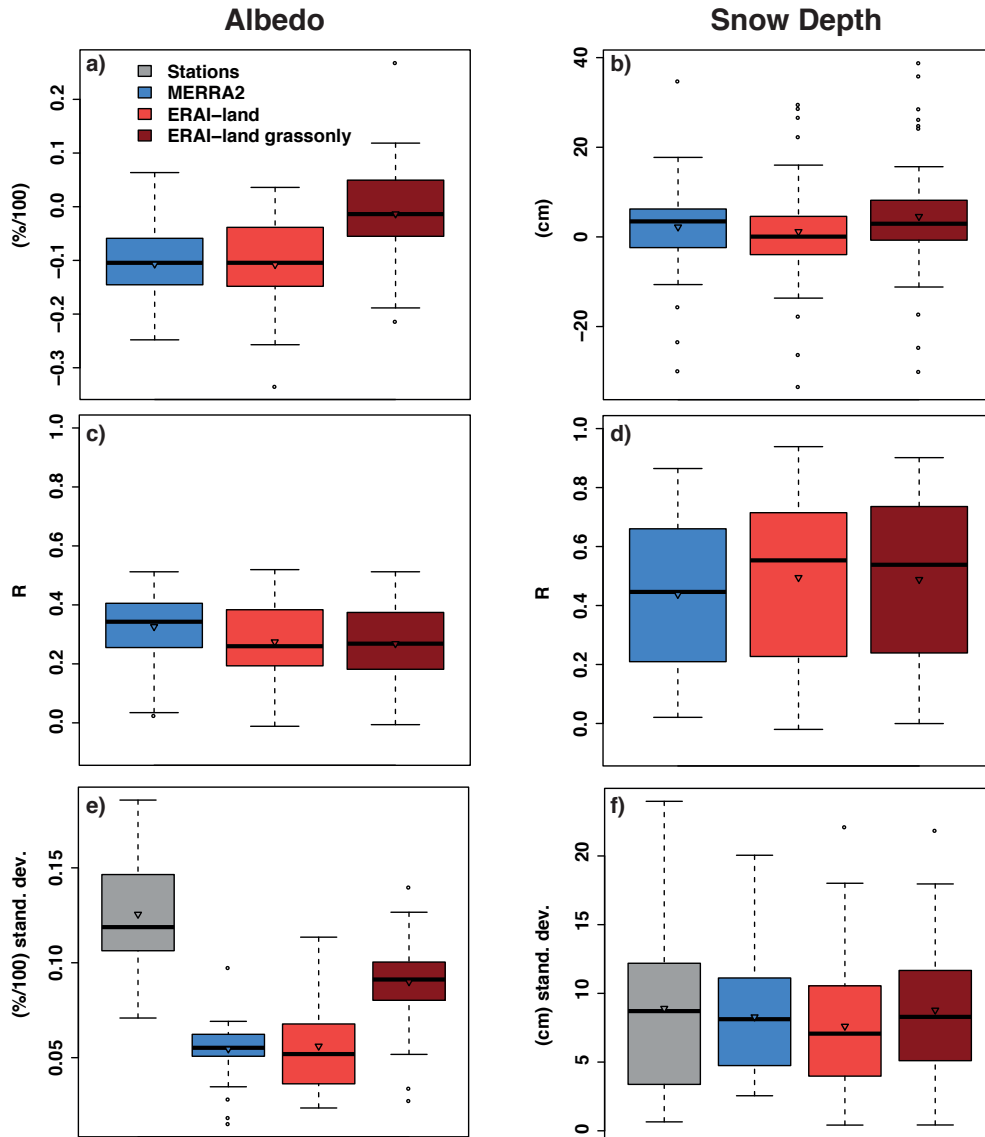 Albedo
Snow Depth
a)
Stations
MERRA2
ERAI−land
ERAI−land grassonly
(%/100)
0.2
0.1
0.0
−0.1
−0.2
−0.3
b)
(cm)
40
20
0
−20
c)
R
1.0
0.8
0.6
0.4
0.2
0.0
d)
R
1.0
0.8
0.6
0.4
0.2
0.0
e)
(%/100) stand. dev.
0.15
0.10
0.05
f)
(cm) stand. dev.
20
15
10
5
0